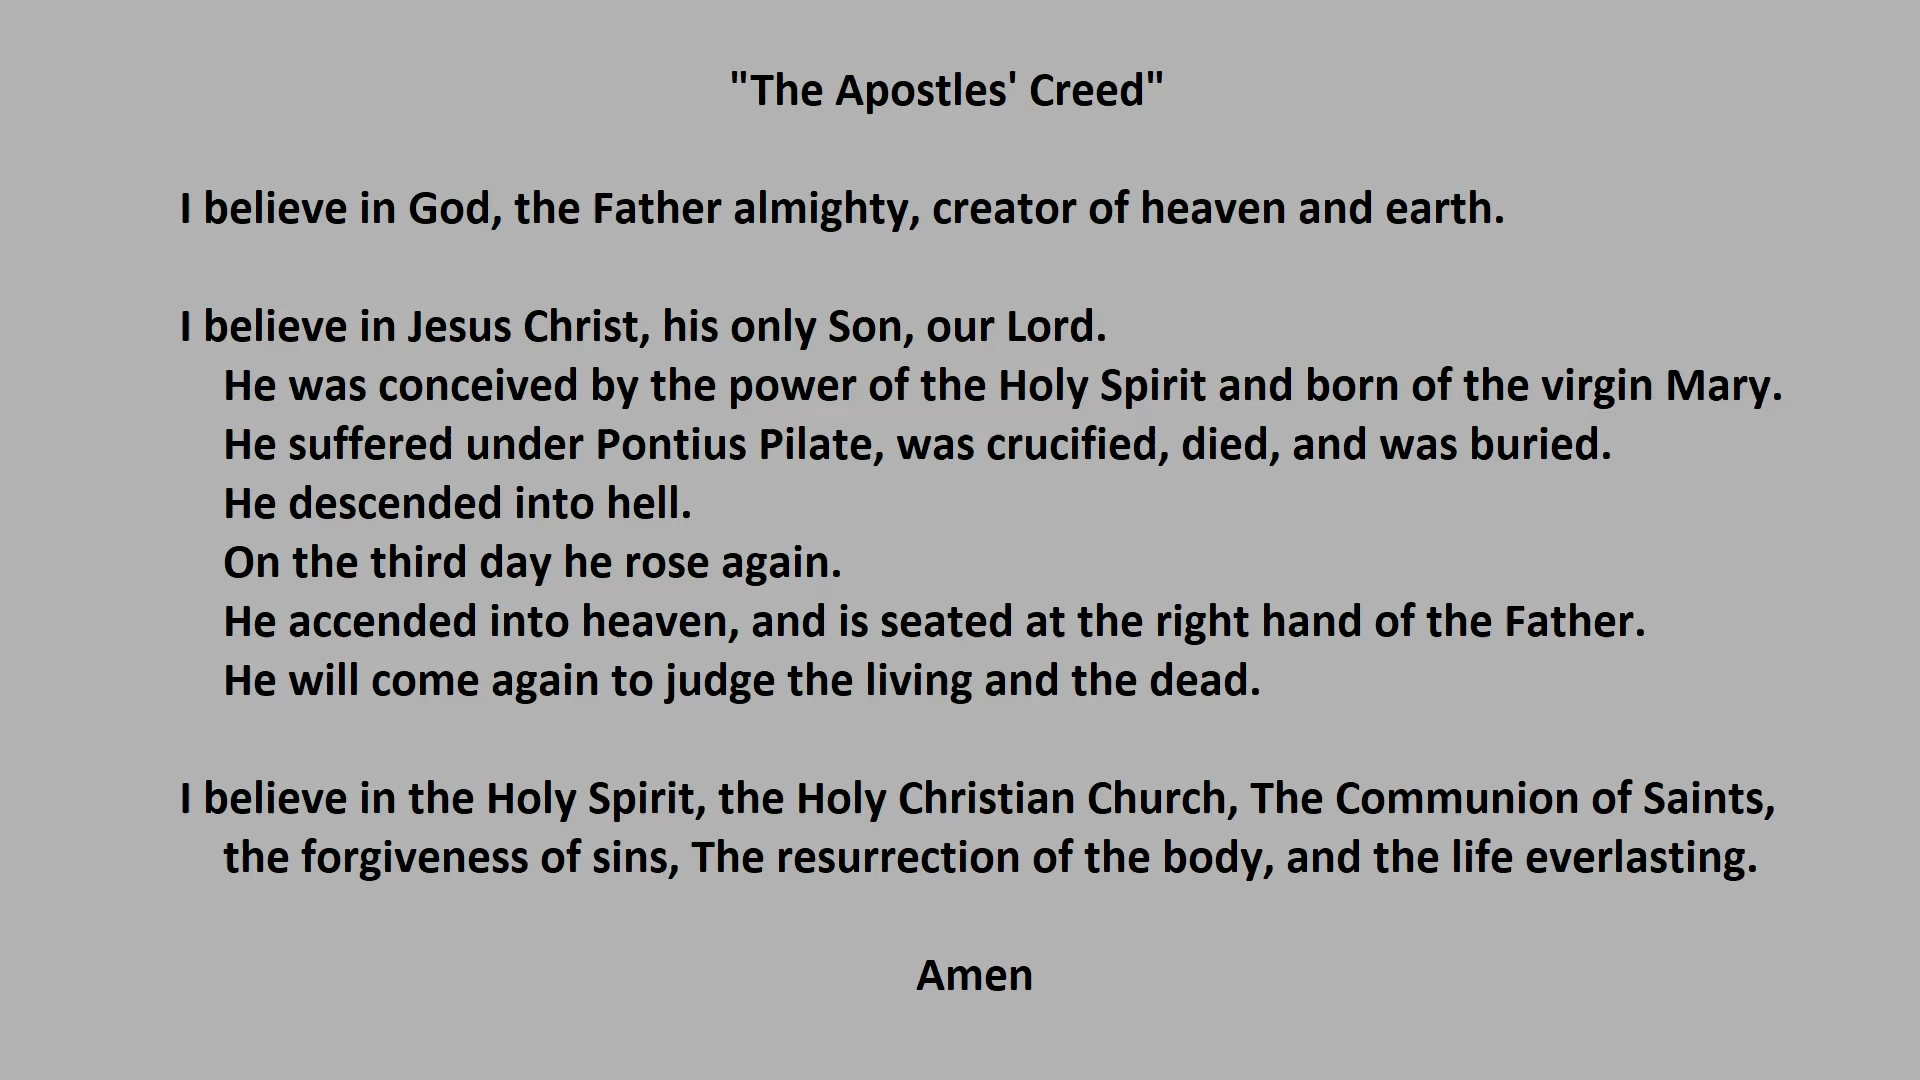 "The Apostles' Creed"
I believe in God, the Father almighty, creator of heaven and earth.
I believe in Jesus Christ, his only Son, our Lord.
He was conceived by the power of the Holy Spirit and born of the virgin Mary.
He suffered under Pontius Pilate, was crucified, died, and was buried.
He descended into hell.
On the third day he rose again.
He accended into heaven, and is seated at the right hand of the Father.
He will come again to judge the living and the dead.
I believe in the Holy Spirit, the Holy Christian Church, The Communion of Saints,
the forgiveness of sins, The resurrection of the body, and the life everlasting.
Amen